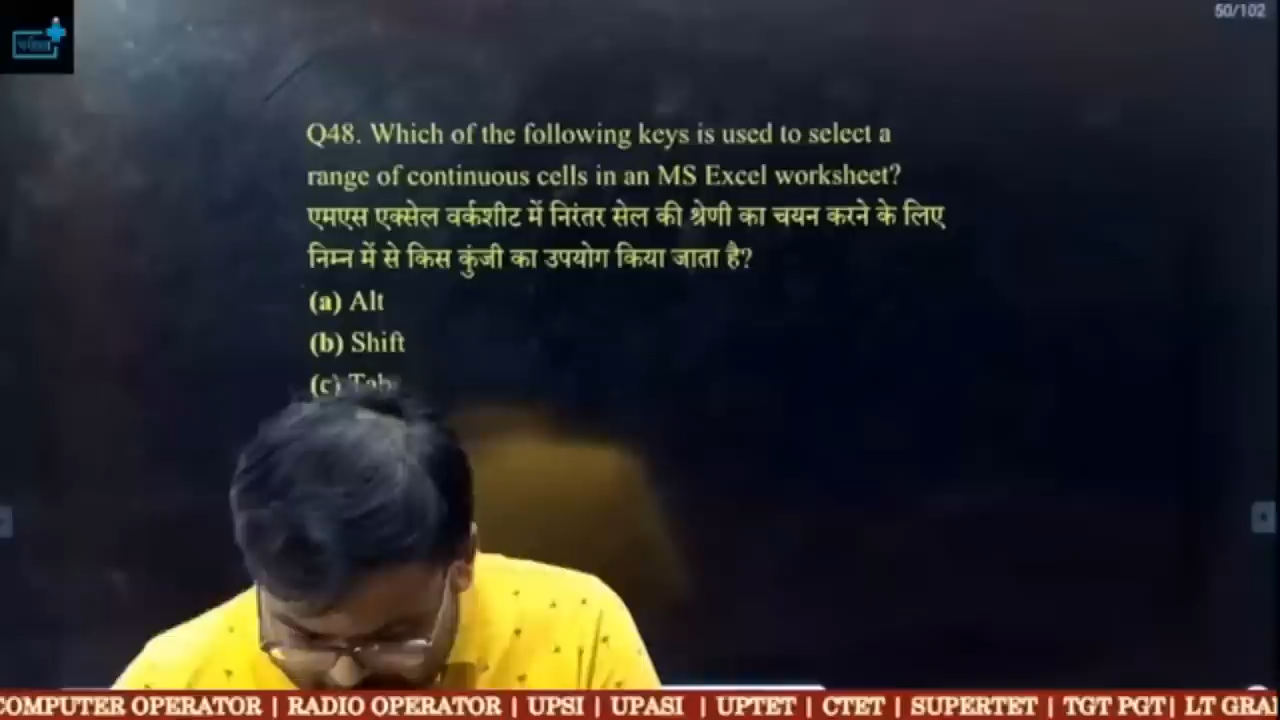 50/102
Q48. Which of the following keys is used to select a
range of continuous cells in an MS Excel worksheet?
एमएस एक्सेल वर्कशीट में निरंतर सेल की श्रेणी का चयन करने के लिए
निम्न में से किस कुंजी का उपयोग किया जाता है?
(a) Alt
(b) Shift
(c) Tab
COMPUTER OPERATOR | RADIO OPERATOR | UPSI | UPASI | UPTET | CTET | SUPERTET | TGT PGT| LT GRA